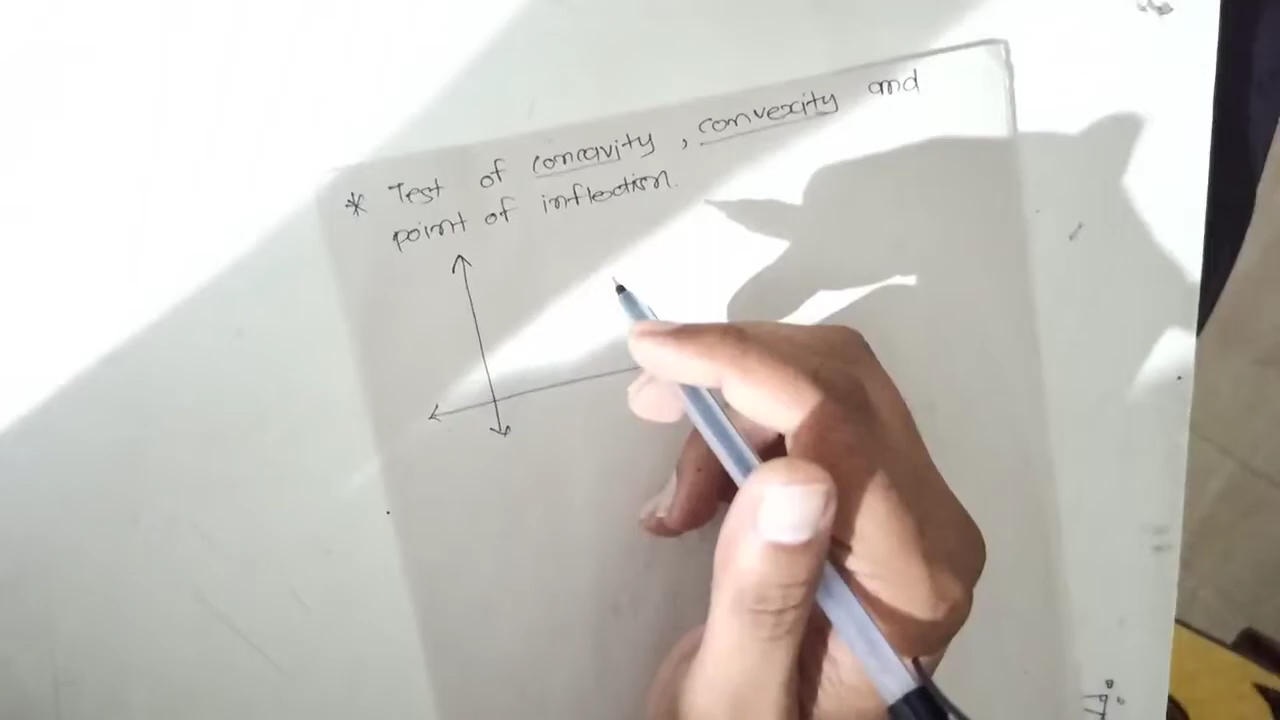 * Test of concavity, convexity and
point of inflection.